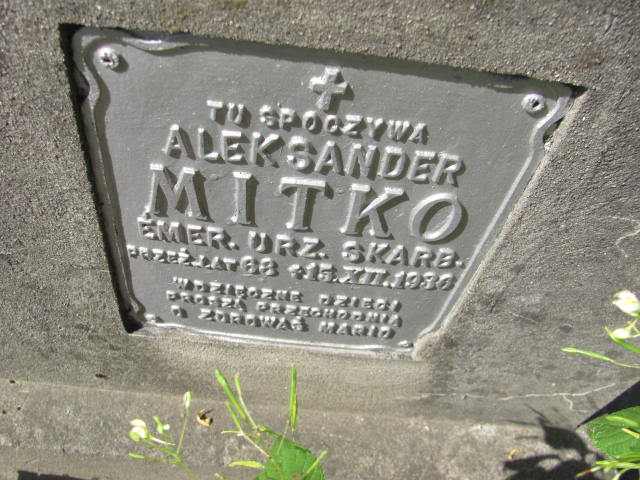 TU SPOCZYWA
ALEKSANDER
MITKO
EMER. URZ. SKARB.
PRZEŻ. LAT 68 +15.XII.1936
WDZIĘCZNE DZIECI
PROSZĄ PRZECHODNIA
O ZDROWAŚ MARIO